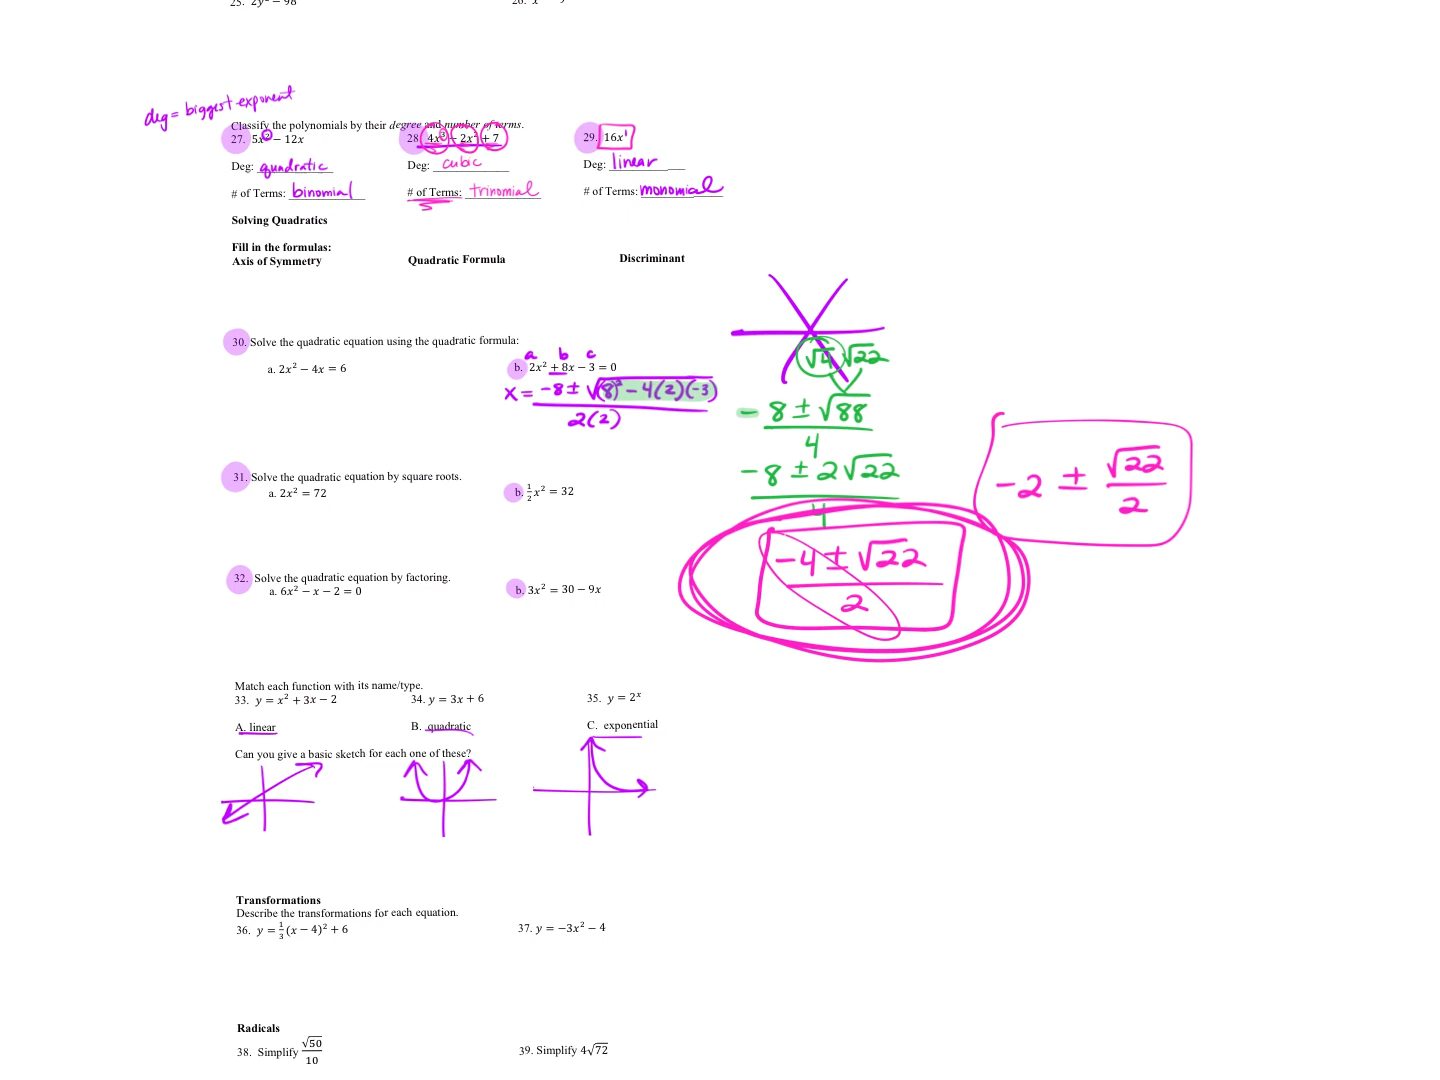 25. 2y² − 98
deg = biggest exponent
Classify the polynomials by their degree and number of terms.
27. 5x² − 12x
28. 4x³ − 2x² + 7
29. 16x¹
Deg: quadratic
Deg: cubic
Deg: linear
# of Terms: binomial
# of Terms: trinomial
# of Terms: monomial
Solving Quadratics
Fill in the formulas:
Axis of Symmetry
Quadratic Formula
Discriminant
30. Solve the quadratic equation using the quadratic formula:
a b c
a. 2x² − 4x = 6
b. 2x² + 8x − 3 = 0
x = −8 ± √(8)² − 4(2)(−3)
2(2)
√4 √22
− 8 ± √88
4
−8 ± 2√22
4
−4 ± √22
2
−2 ± √22
2
31. Solve the quadratic equation by square roots.
a. 2x² = 72
b. ½x² = 32
32. Solve the quadratic equation by factoring.
a. 6x² − x − 2 = 0
b. 3x² = 30 − 9x
Match each function with its name/type.
33. y = x² + 3x − 2
34. y = 3x + 6
35. y = 2ˣ
A. linear
B. quadratic
C. exponential
Can you give a basic sketch for each one of these?
Transformations
Describe the transformations for each equation.
36. y = ⅓(x − 4)² + 6
37. y = −3x² − 4
Radicals
38. Simplify √50
10
39. Simplify 4√72